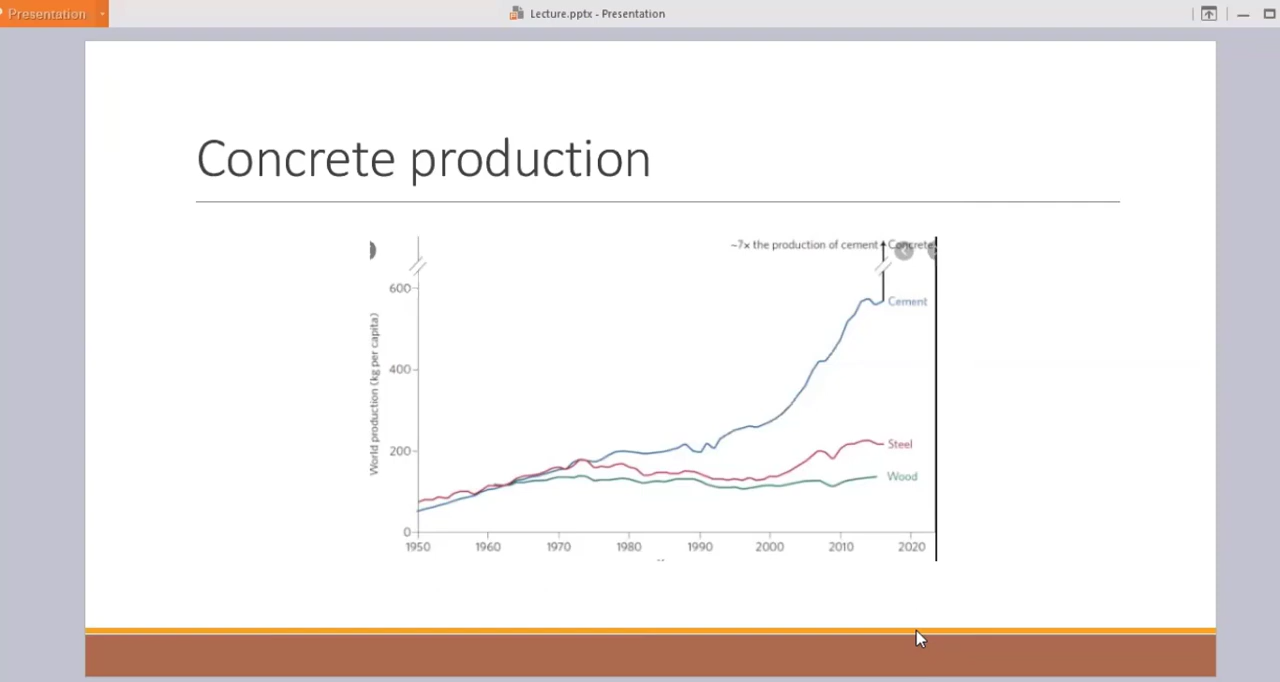 Presentation
Lecture.pptx - Presentation
Concrete production
~7x the production of cement
Concrete
600
Cement
400
World production (kg per capita)
200
Steel
Wood
0
1950 1960 1970 1980 1990 2000 2010 2020